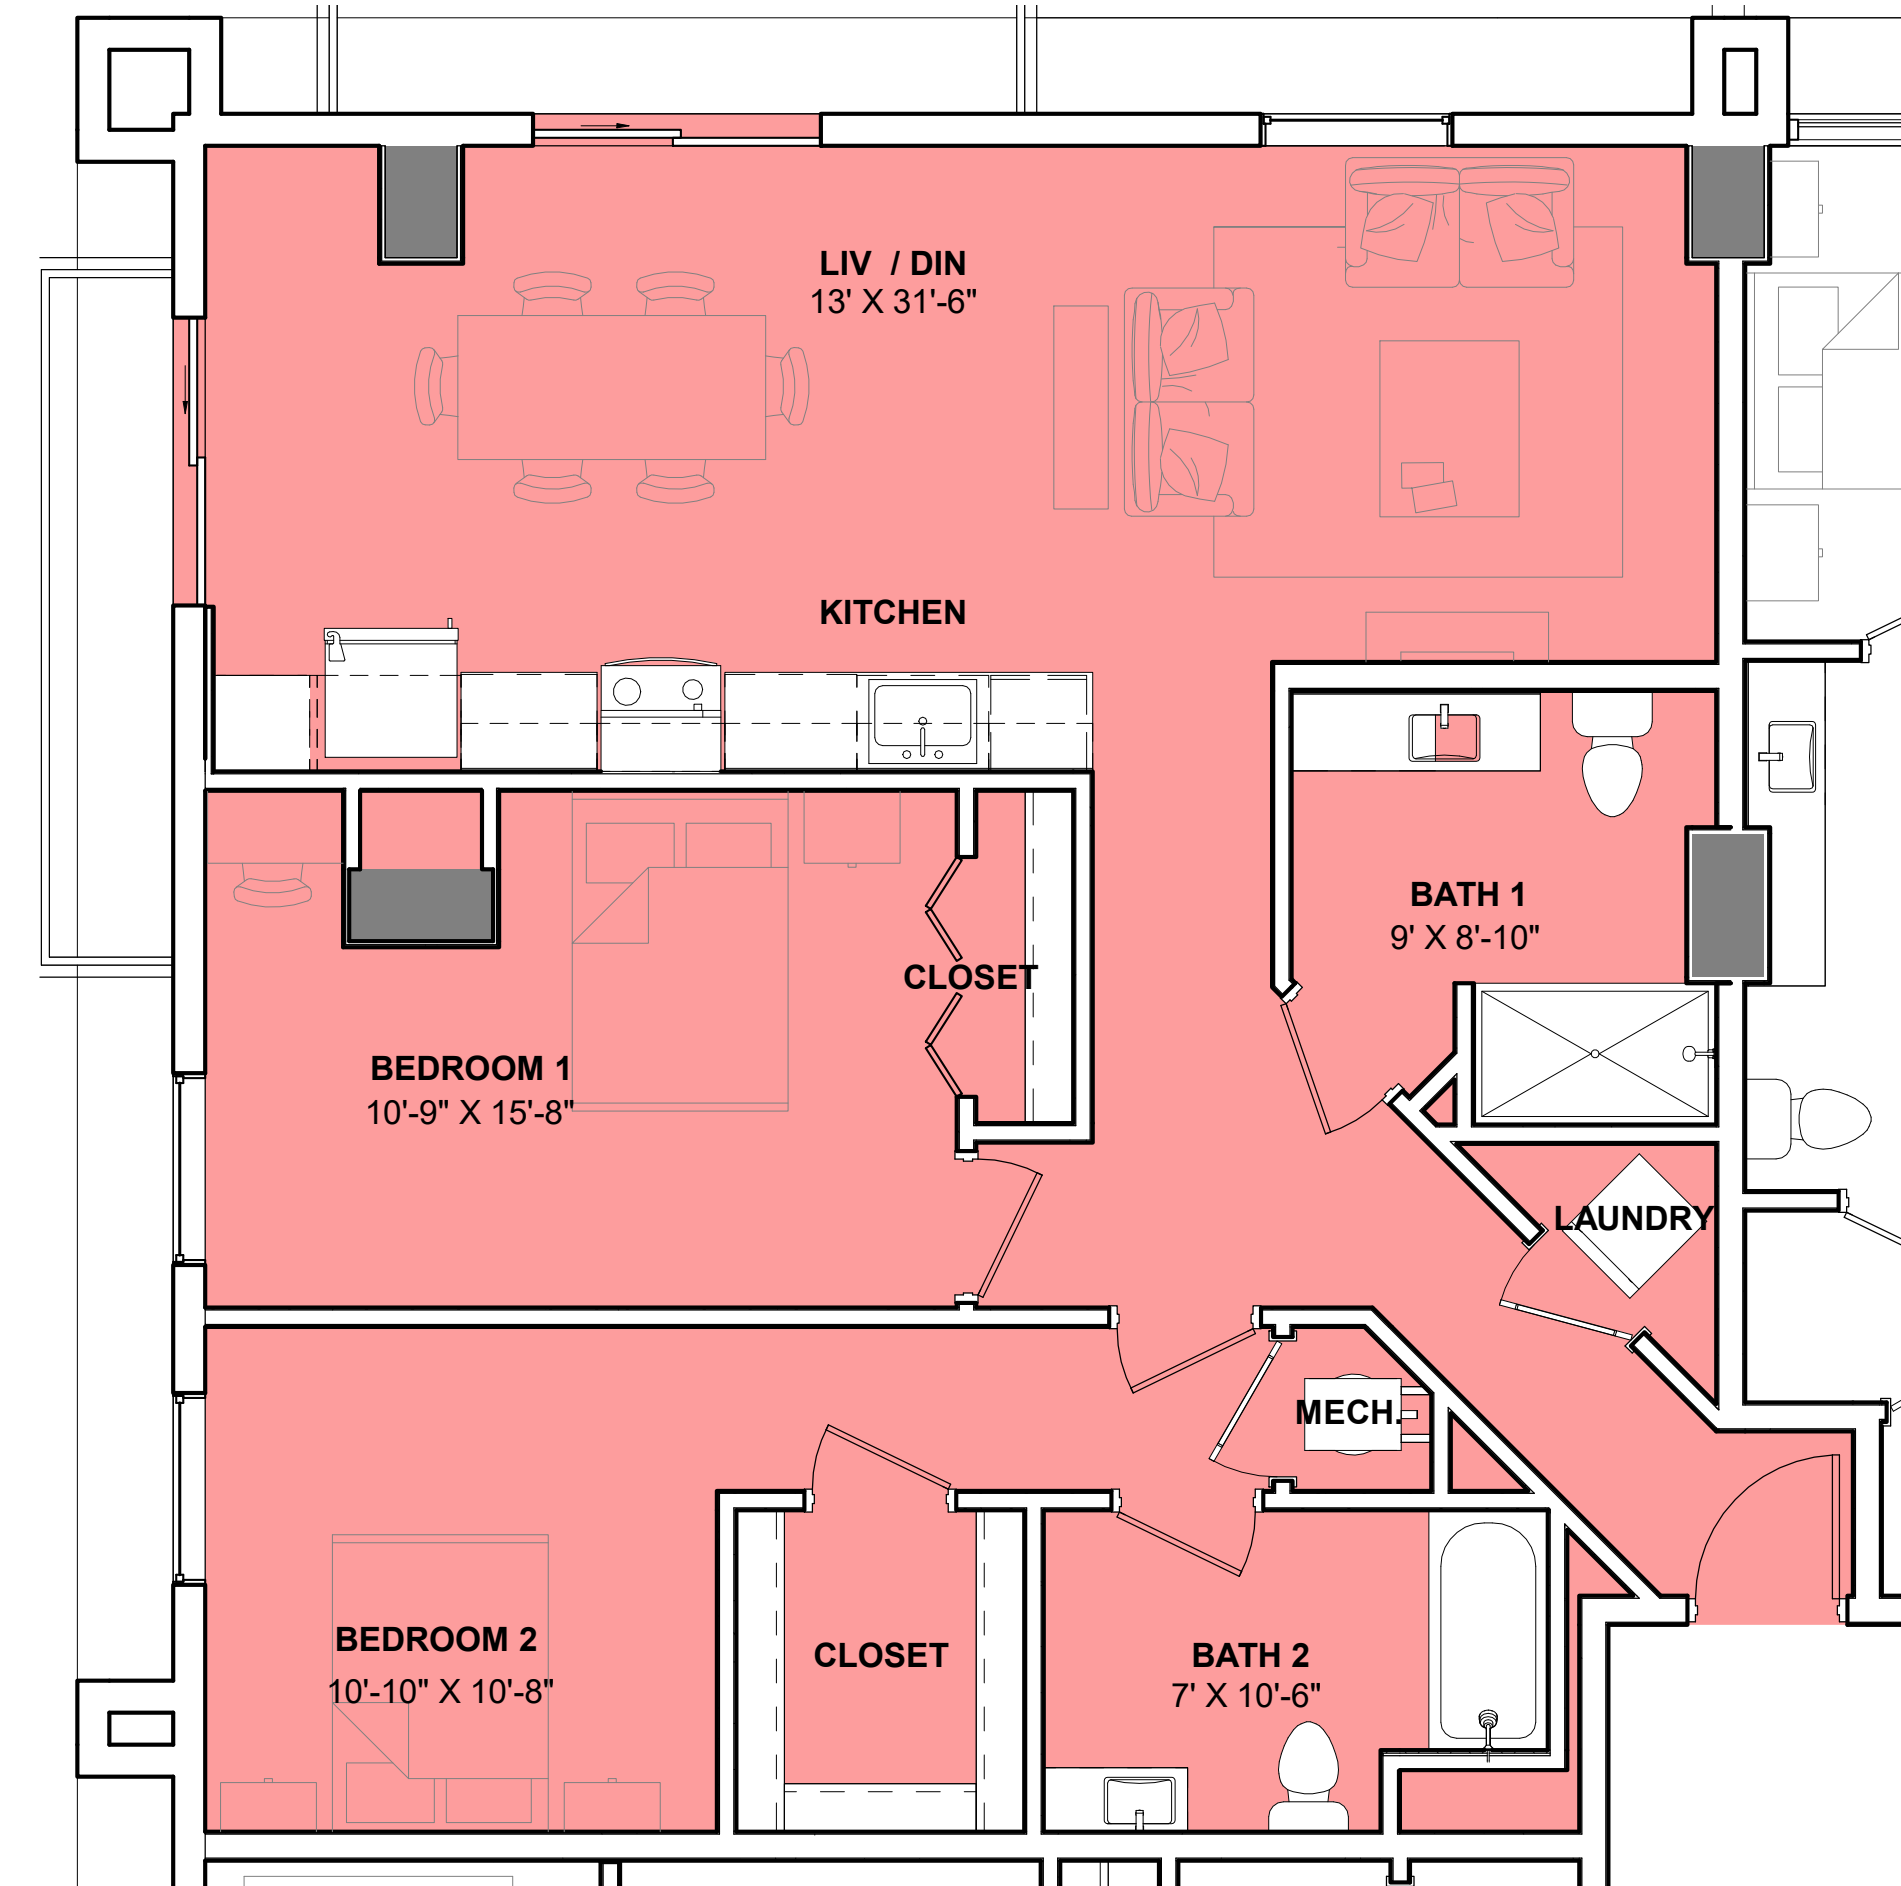 LIV / DIN
13' X 31'-6"
KITCHEN
BATH 1
9' X 8'-10"
CLOSET
BEDROOM 1
10'-9" X 15'-8"
LAUNDRY
MECH.
BEDROOM 2
10'-10" X 10'-8"
CLOSET
BATH 2
7' X 10'-6"